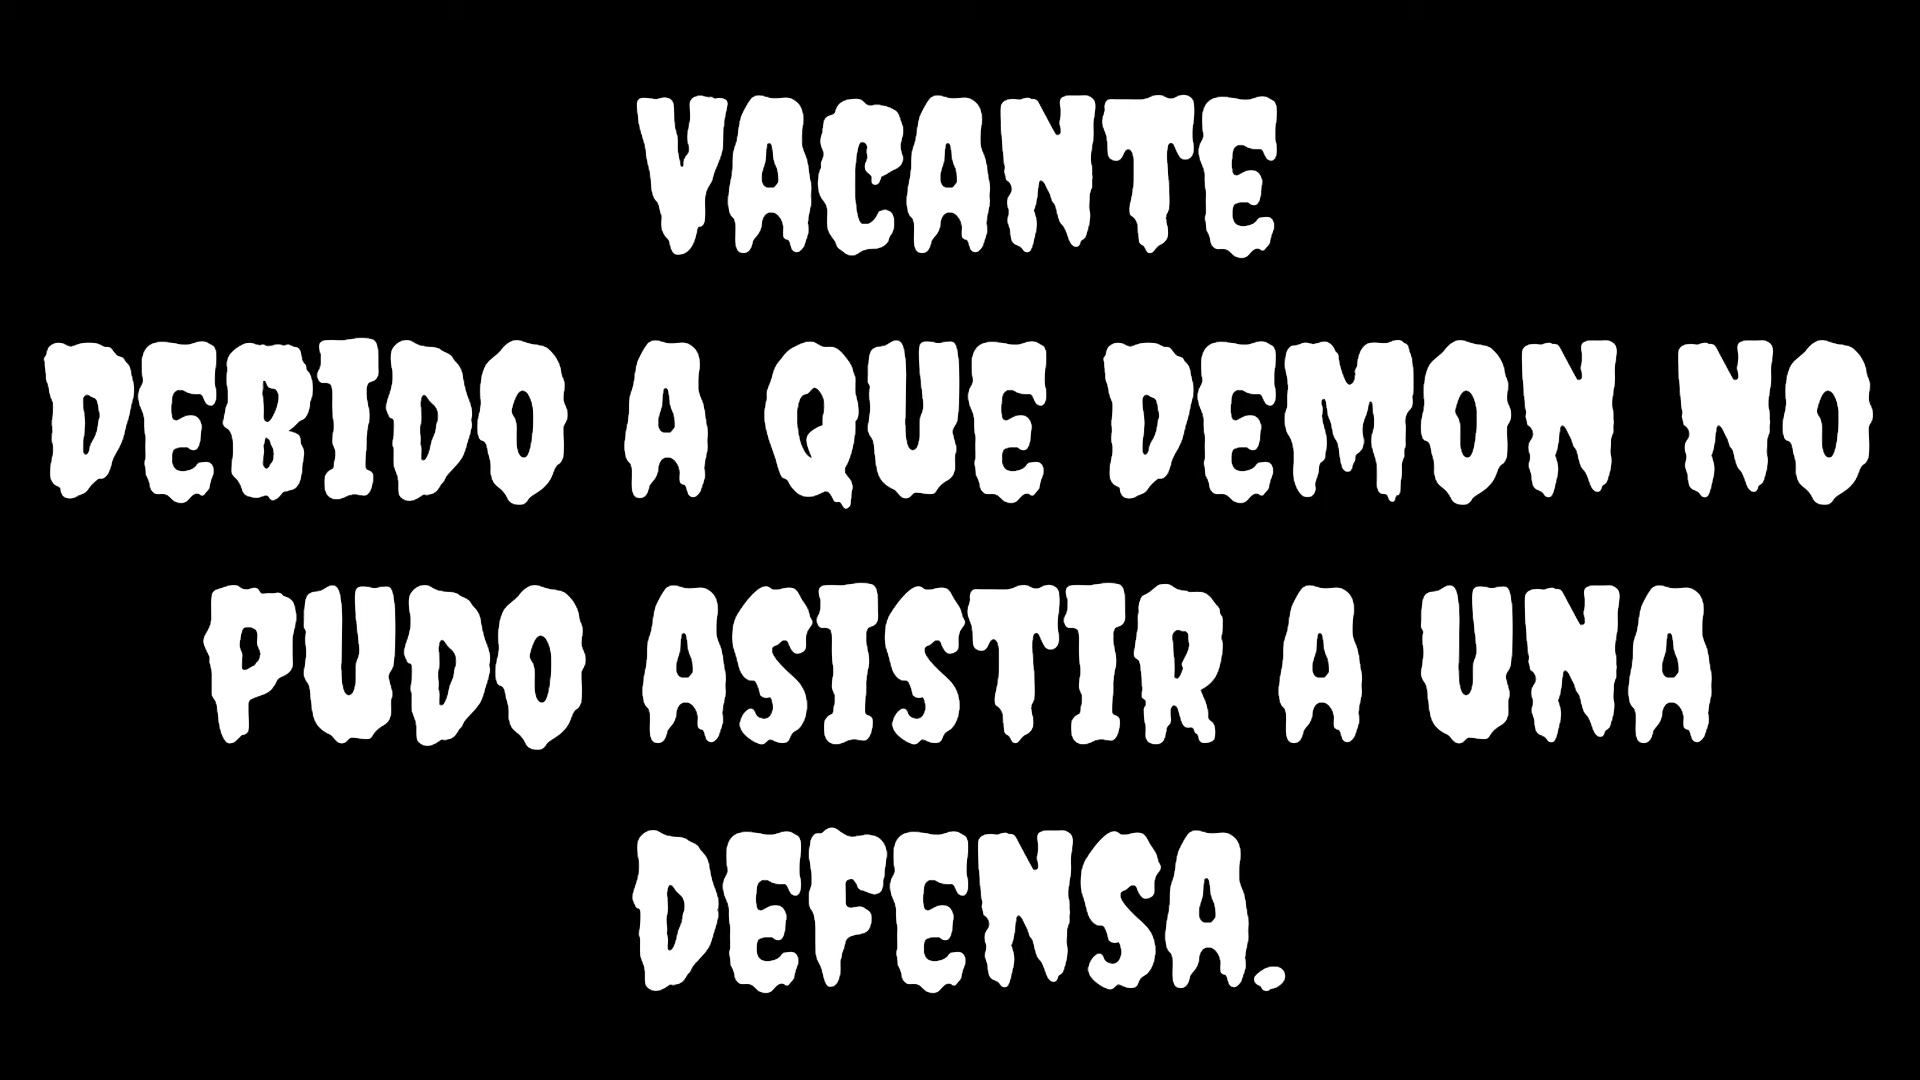 VACANTE
DEBIDO A QUE DEMON NO
PUDO ASISTIR A UNA
DEFENSA.